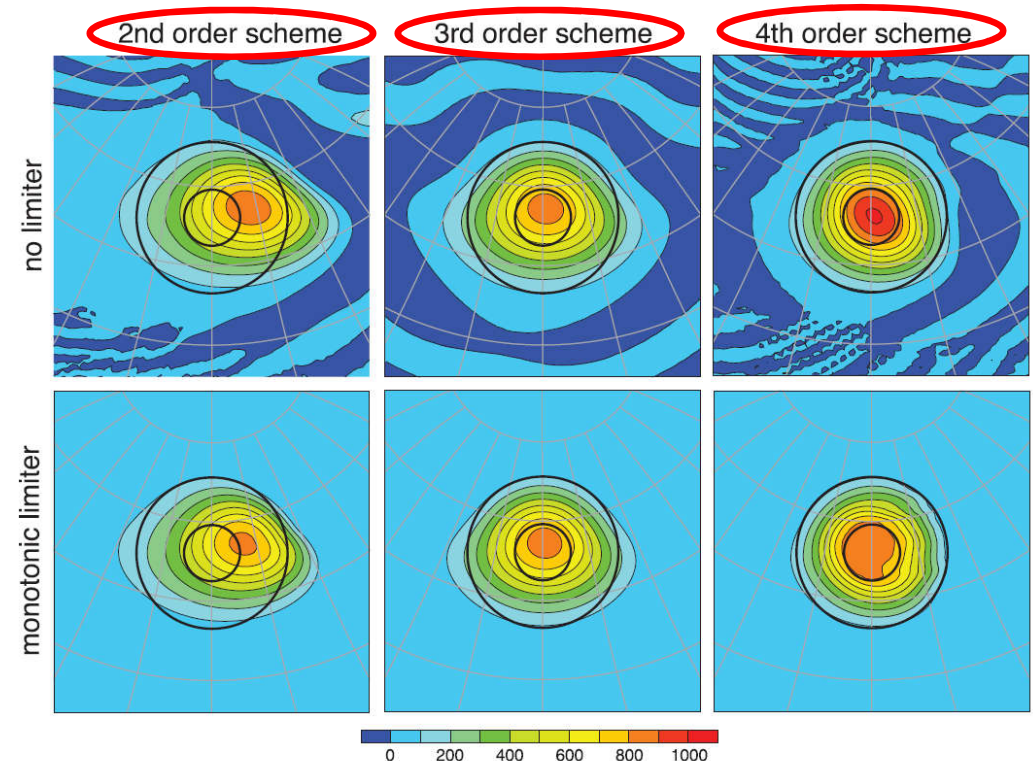 2nd order scheme 3rd order scheme 4th order scheme
no limiter
monotonic limiter
0 200 400 600 800 1000